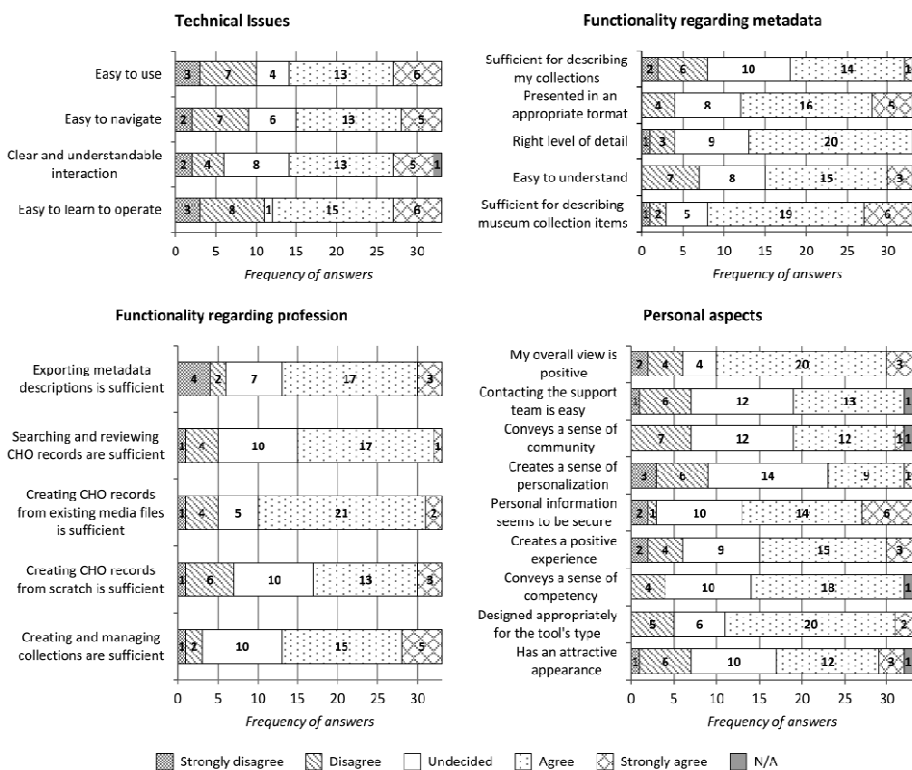 Technical Issues
Easy to use
3 7 4 13 6
Easy to navigate
2 7 6 13 5
Clear and understandable
interaction
2 4 8 13 5 1
Easy to learn to operate
3 8 1 15 6
0 5 10 15 20 25 30
Frequency of answers
Functionality regarding metadata
Sufficient for describing
my collections
2 6 10 14 1
Presented in an
appropriate format
4 8 16 5
Right level of detail
1 3 9 20
Easy to understand
7 8 15 3
Sufficient for describing
museum collection items
1 2 5 19 6
0 5 10 15 20 25 30
Frequency of answers
Functionality regarding profession
Exporting metadata
descriptions is sufficient
4 2 7 17 3
Searching and reviewing
CHO records are sufficient
1 4 10 17 1
Creating CHO records
from existing media files
is sufficient
1 4 5 21 2
Creating CHO records
from scratch is sufficient
1 6 10 13 3
Creating and managing
collections are sufficient
1 2 10 15 5
0 5 10 15 20 25 30
Frequency of answers
Personal aspects
My overall view is
positive
2 4 4 20 3
Contacting the support
team is easy
1 6 12 13 1
Conveys a sense of
community
7 12 12 1 1
Creates a sense of
personalization
3 6 14 9 1
Personal information
seems to be secure
2 1 10 14 6
Creates a positive
experience
2 4 9 15 3
Conveys a sense of
competency
4 10 18 1
Designed appropriately
for the tool's type
5 6 20 2
Has an attractive
appearance
1 6 10 12 3 1
0 5 10 15 20 25 30
Frequency of answers
Strongly disagree Disagree Undecided Agree Strongly agree N/A